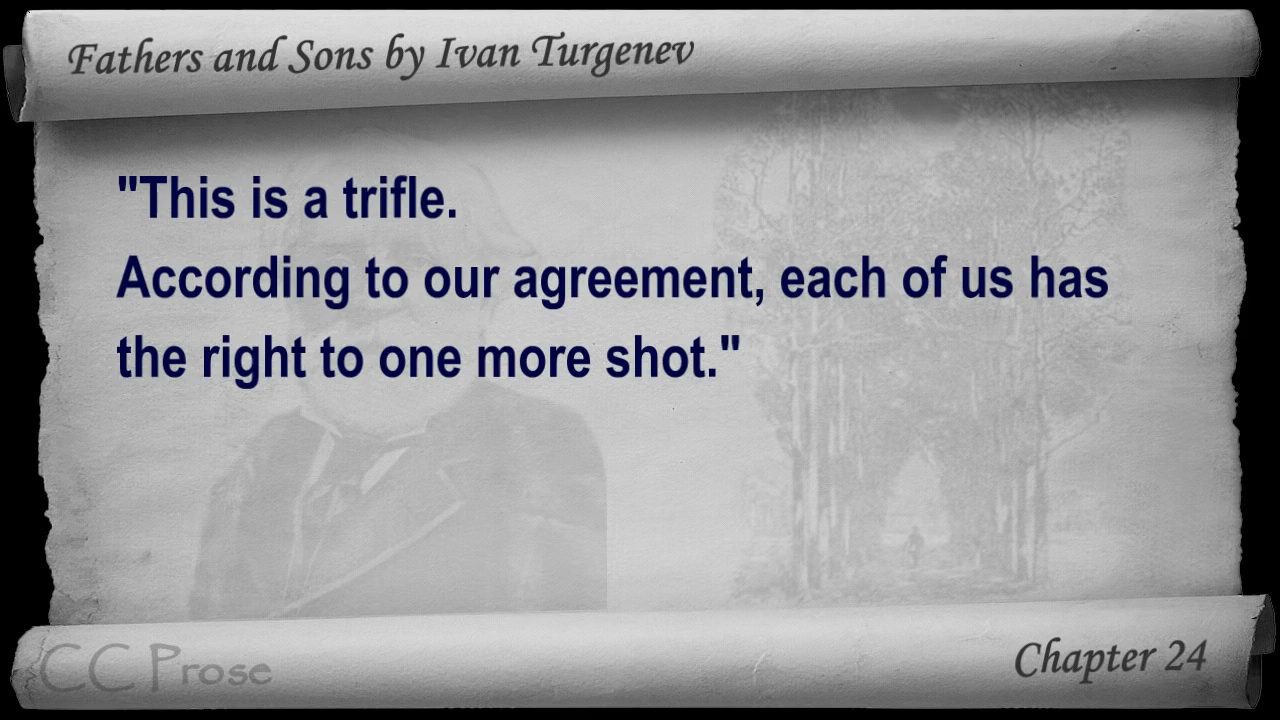 Fathers and Sons by Ivan Turgenev
"This is a trifle.
According to our agreement, each of us has
the right to one more shot."
CC Prose
Chapter 24